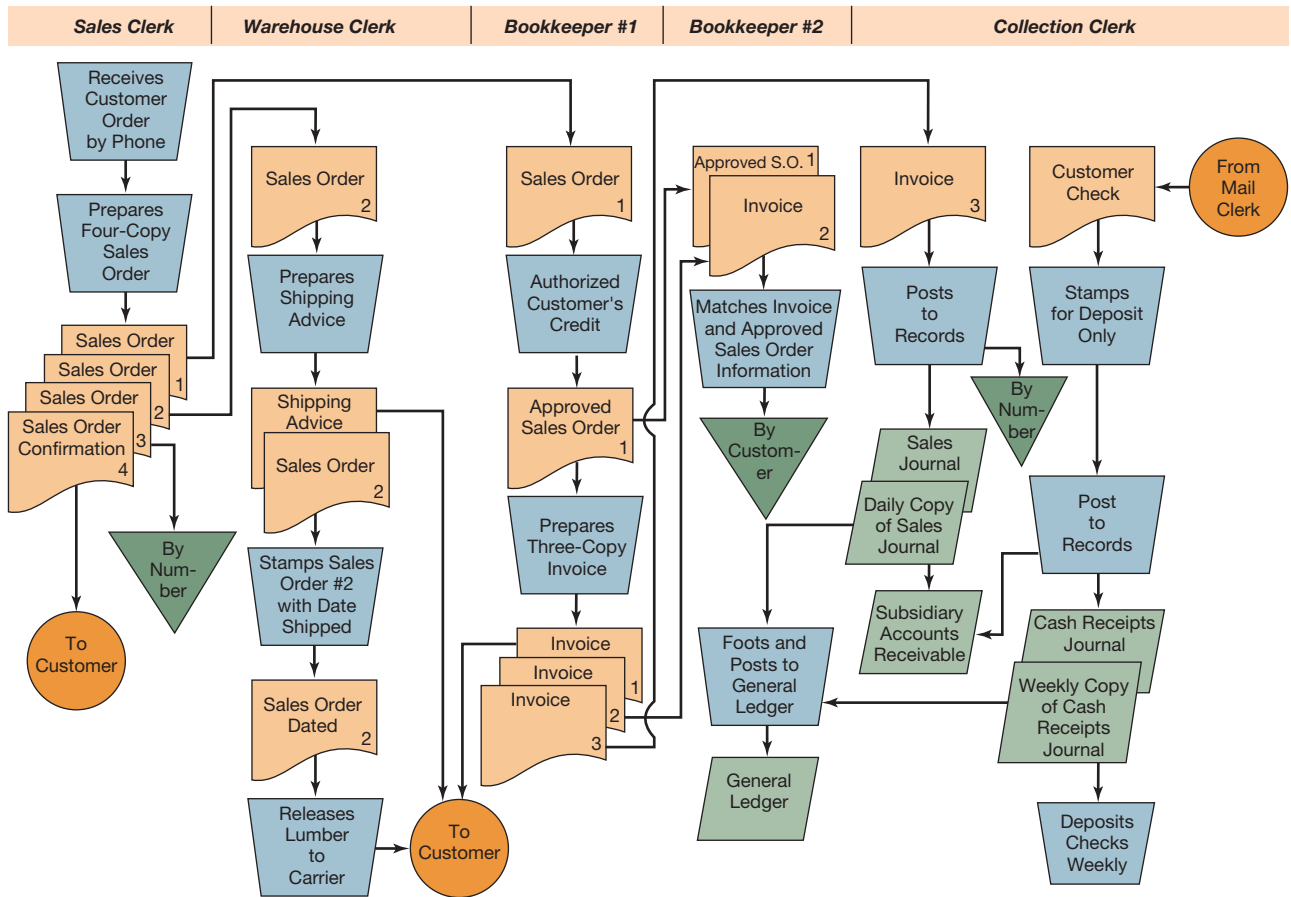 Sales Clerk
Warehouse Clerk
Bookkeeper #1
Bookkeeper #2
Collection Clerk
Receives
Customer
Order
by Phone
Prepares
Four-Copy
Sales
Order
Sales Order
1
Sales Order
2
Sales Order
3
Sales Order
Confirmation
4
By
Num-
ber
To
Customer
Sales Order
2
Prepares
Shipping
Advice
Shipping
Advice
Sales Order
2
Stamps Sales
Order #2
with Date
Shipped
Sales Order
Dated
2
Releases
Lumber
to
Carrier
To
Customer
Sales Order
1
Authorized
Customer's
Credit
Approved
Sales Order
1
Prepares
Three-Copy
Invoice
Invoice
1
Invoice
2
Invoice
3
Approved S.O. 1
Invoice
2
Matches Invoice
and Approved
Sales Order
Information
By
Custom-
er
Foots and
Posts to
General
Ledger
General
Ledger
Invoice
3
Posts
to
Records
By
Num-
ber
Sales
Journal
Daily Copy
of Sales
Journal
Subsidiary
Accounts
Receivable
Customer
Check
From
Mail
Clerk
Stamps
for Deposit
Only
Post
to
Records
Cash Receipts
Journal
Weekly Copy
of Cash
Receipts
Journal
Deposits
Checks
Weekly